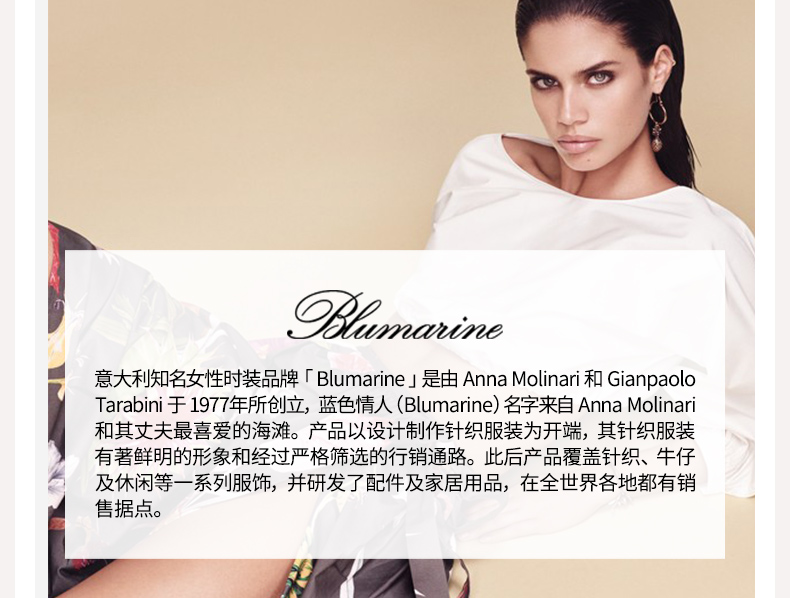 Blumarine
意大利知名女性时装品牌「Blumarine」是由 Anna Molinari 和 Gianpaolo
Tarabini 于 1977年所创立，蓝色情人（Blumarine）名字来自 Anna Molinari
和其丈夫最喜爱的海滩。产品以设计制作针织服装为开端，其针织服装
有著鲜明的形象和经过严格筛选的行销通路。此后产品覆盖针织、牛仔
及休闲等一系列服饰，并研发了配件及家居用品，在全世界各地都有销
售据点。